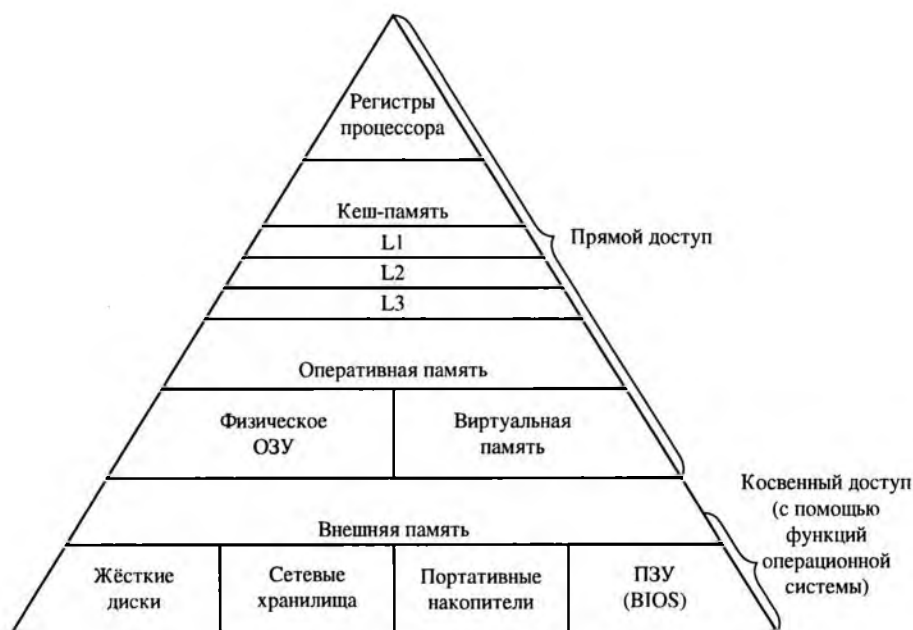 Регистры
процессора
Кеш-память
L1
L2
L3
Прямой доступ
Оперативная память
Физическое
ОЗУ
Виртуальная
память
Внешняя память
Косвенный доступ
(с помощью
функций
операционной
системы)
Жёсткие
диски
Сетевые
хранилища
Портативные
накопители
ПЗУ
(BIOS)